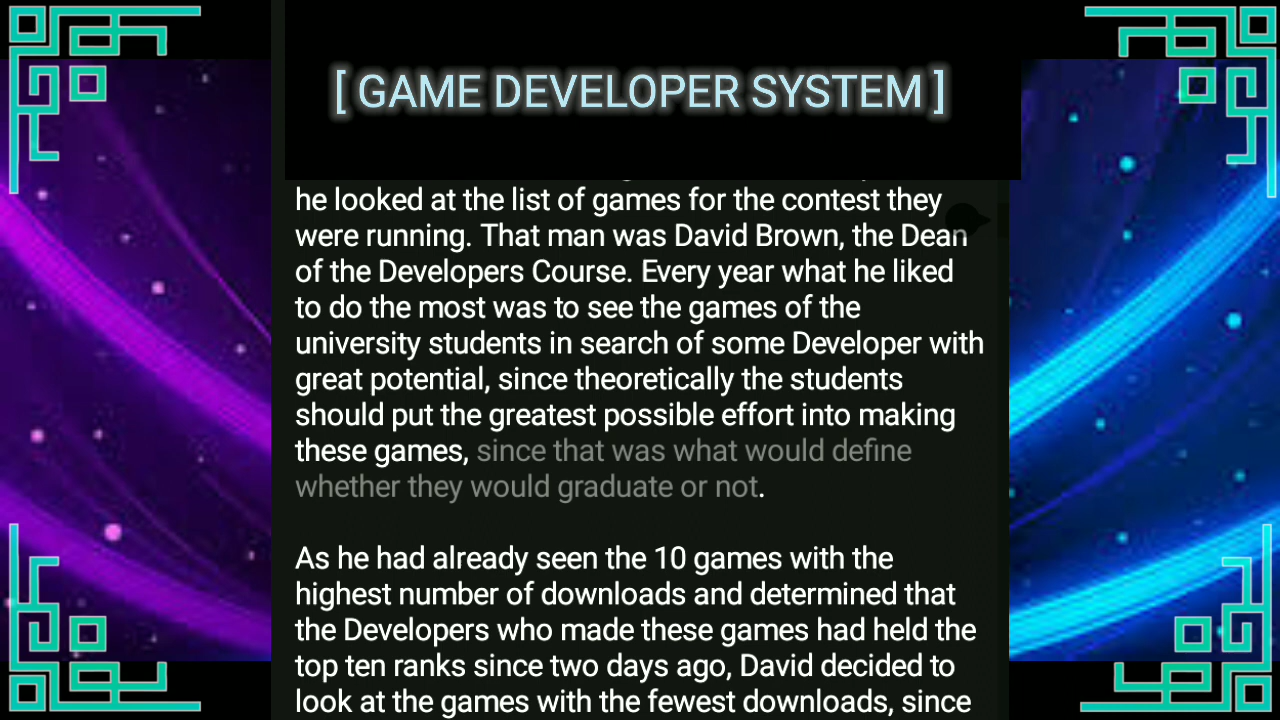 [ GAME DEVELOPER SYSTEM ]
he looked at the list of games for the contest they
were running. That man was David Brown, the Dean
of the Developers Course. Every year what he liked
to do the most was to see the games of the
university students in search of some Developer with
great potential, since theoretically the students
should put the greatest possible effort into making
these games, since that was what would define
whether they would graduate or not.
As he had already seen the 10 games with the
highest number of downloads and determined that
the Developers who made these games had held the
top ten ranks since two days ago, David decided to
look at the games with the fewest downloads, since